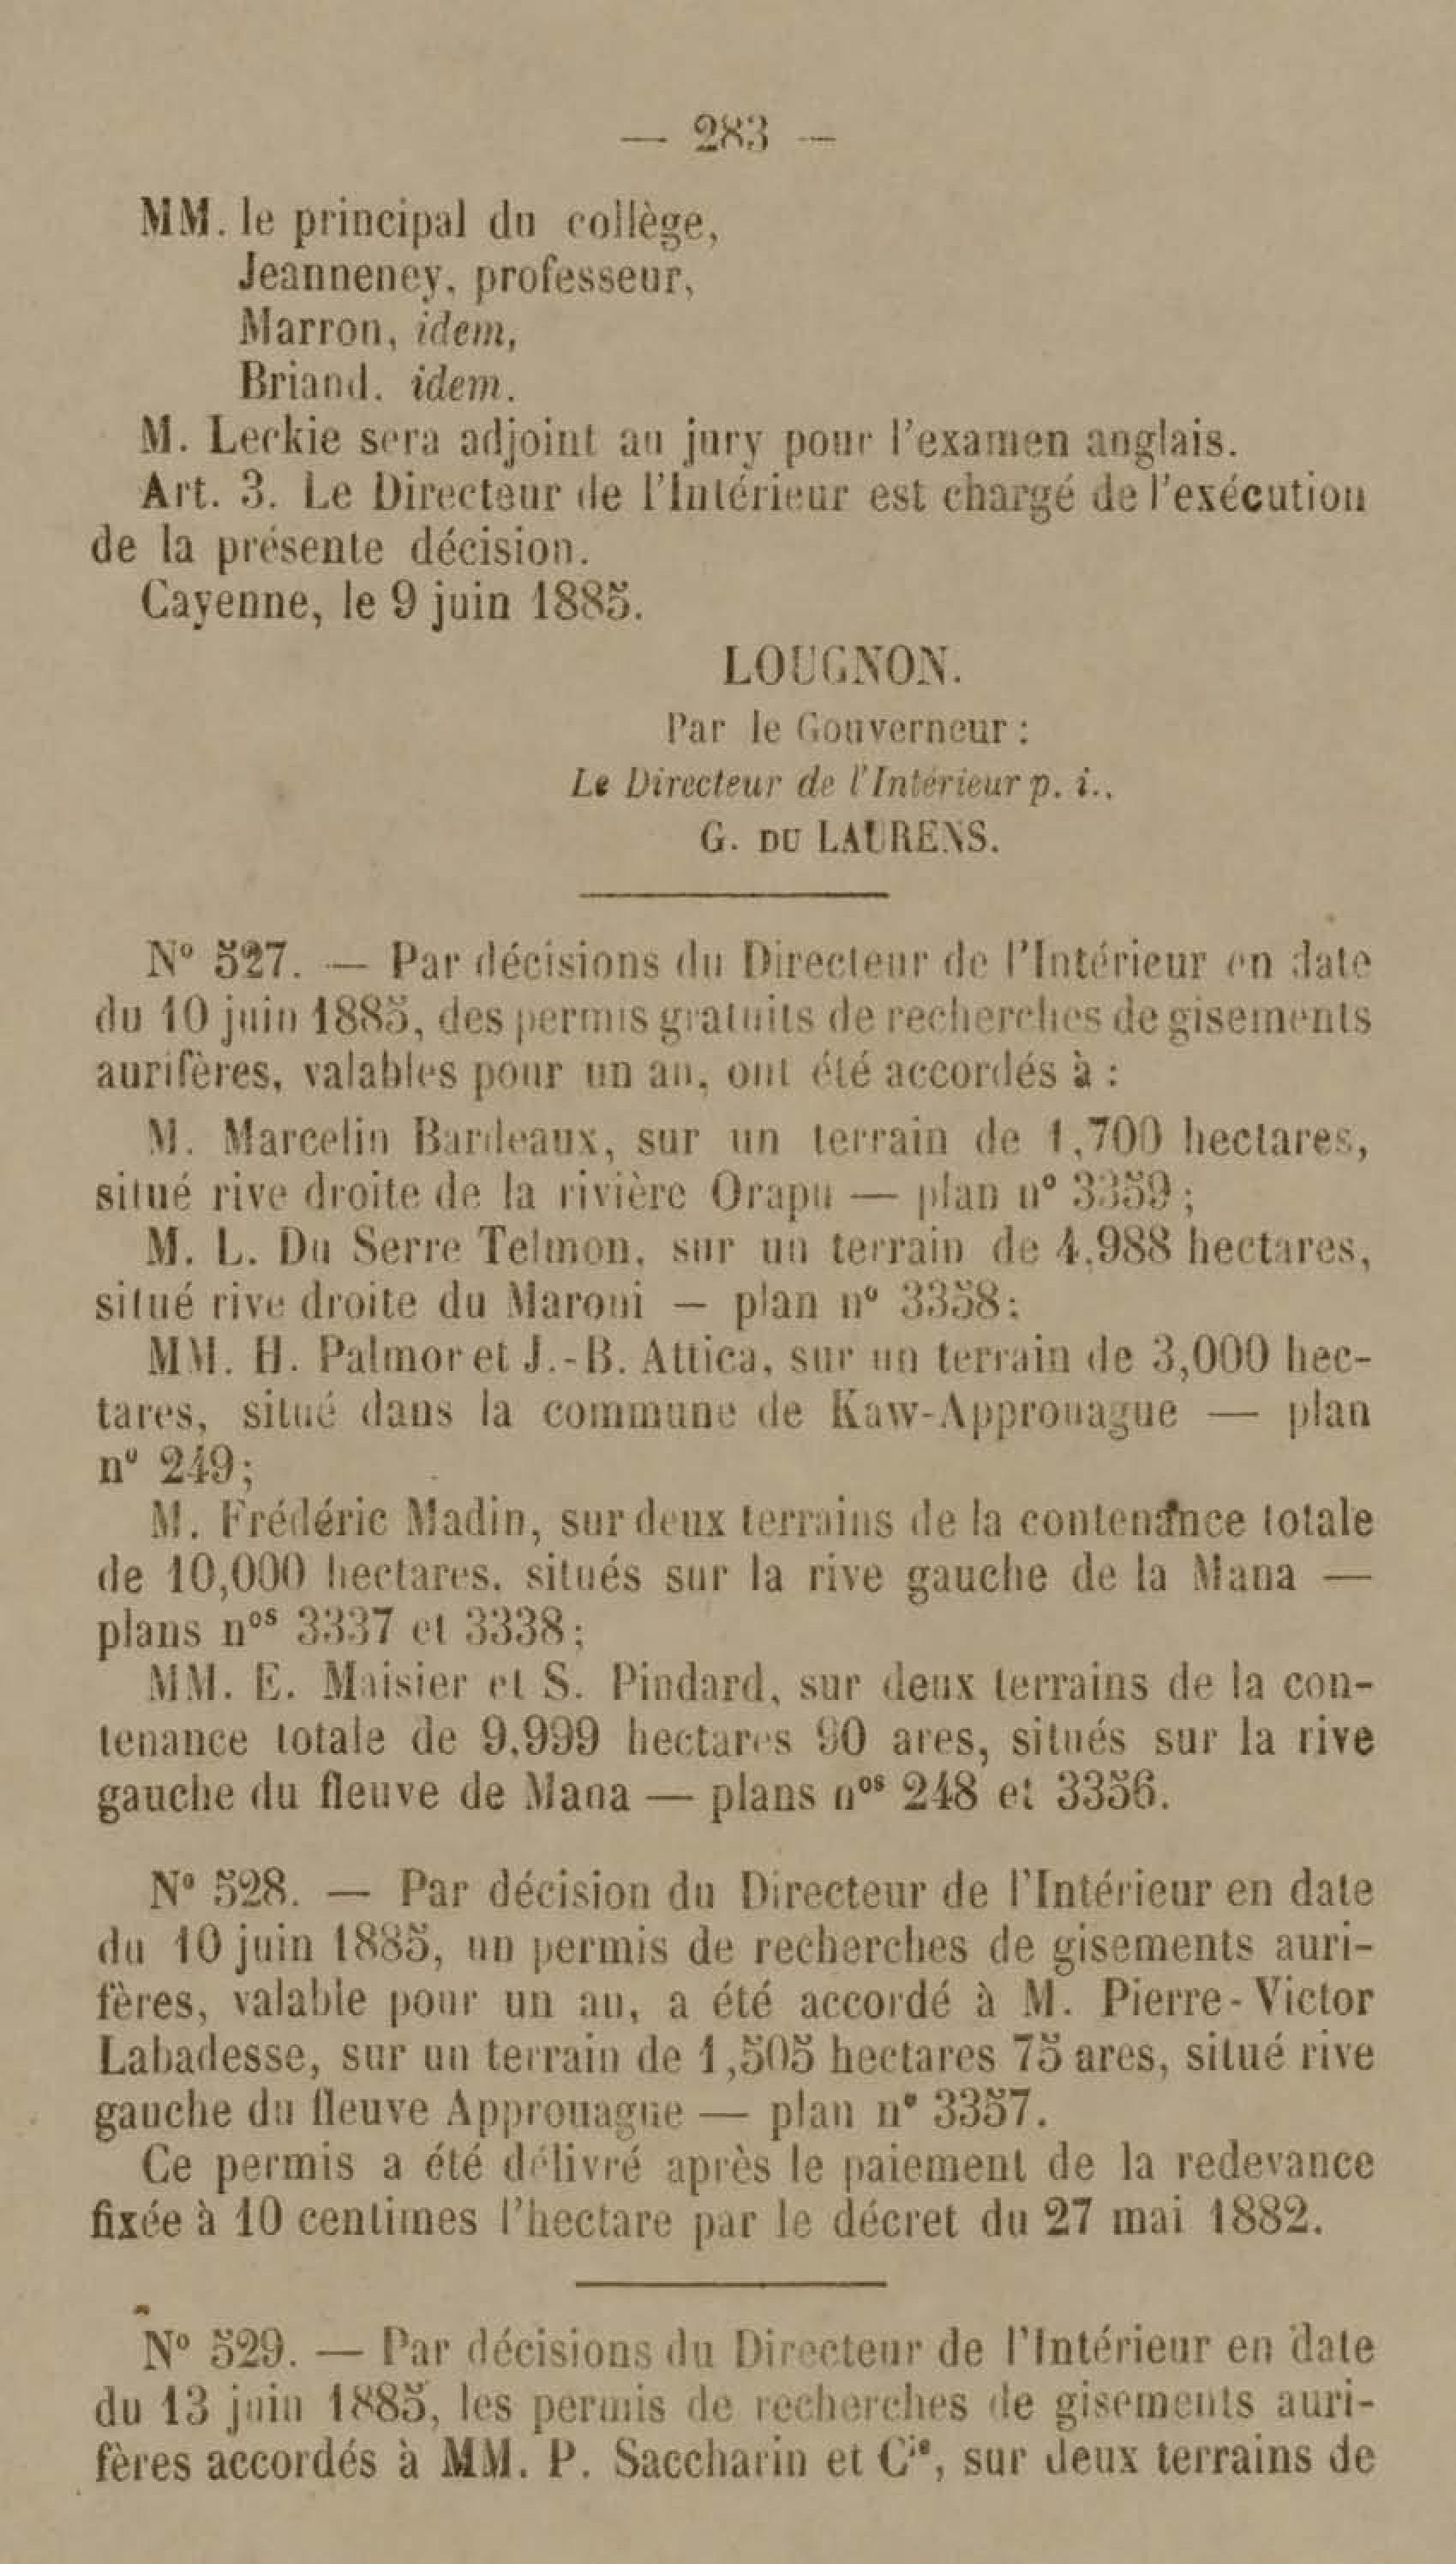 — 283 —
MM. le principal du collège,
Jeanneney, professeur,
Marron, idem,
Briand, idem.
M. Leckie sera adjoint au jury pour l'examen anglais.
Art. 3. Le Directeur de l'Intérieur est chargé de l'exécution
de la présente décision.
Cayenne, le 9 juin 1885.
LOUGNON.
Par le Gouverneur :
Le Directeur de l'Intérieur p. i.,
G. DU LAURENS.
N° 527. — Par décisions du Directeur de l'Intérieur en date
du 10 juin 1885, des permis gratuits de recherches de gisements
aurifères, valables pour un an, ont été accordés à :
M. Marcelin Bardeaux, sur un terrain de 1,700 hectares,
situé rive droite de la rivière Orapu — plan n° 3359 ;
M. L. Du Serre Telmon, sur un terrain de 4,988 hectares,
situé rive droite du Maroni — plan n° 3358;
MM. H. Palmor et J.-B. Attica, sur un terrain de 3,000 hec-
tares, situé dans la commune de Kaw-Approuague — plan
n° 249;
M. Frédéric Madin, sur deux terrains de la contenance totale
de 10,000 hectares, situés sur la rive gauche de la Mana —
plans nos 3337 et 3338;
MM. E. Maisier et S. Pindard, sur deux terrains de la con-
tenance totale de 9,999 hectares 90 ares, situés sur la rive
gauche du fleuve de Mana — plans nos 248 et 3356.
N° 528. — Par décision du Directeur de l'Intérieur en date
du 10 juin 1885, un permis de recherches de gisements auri-
fères, valable pour un an, a été accordé à M. Pierre-Victor
Labadesse, sur un terrain de 1,505 hectares 75 ares, situé rive
gauche du fleuve Approuague — plan n° 3357.
Ce permis a été délivré après le paiement de la redevance
fixée à 10 centimes l'hectare par le décret du 27 mai 1882.
N° 529. — Par décisions du Directeur de l'Intérieur en date
du 13 juin 1885, les permis de recherches de gisements auri-
fères accordés à MM. P. Saccharin et Cie, sur deux terrains de